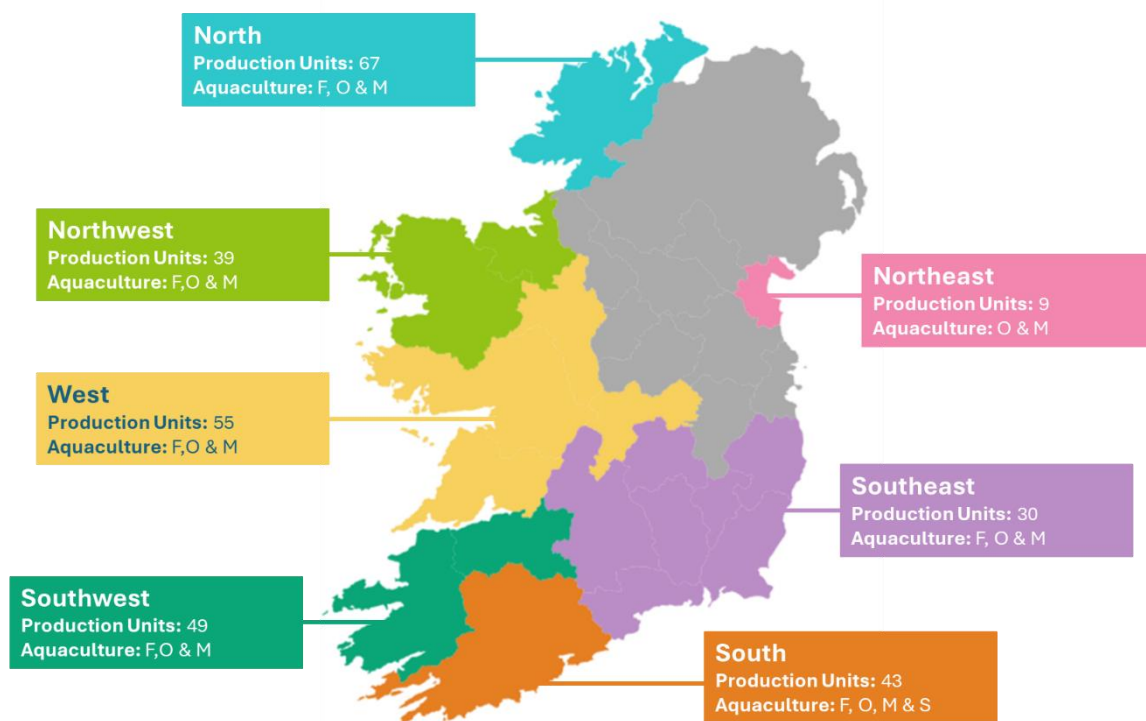 North
Production Units: 67
Aquaculture: F, O & M
Northwest
Production Units: 39
Aquaculture: F,O & M
Northeast
Production Units: 9
Aquaculture: O & M
West
Production Units: 55
Aquaculture: F,O & M
Southeast
Production Units: 30
Aquaculture: F, O & M
Southwest
Production Units: 49
Aquaculture: F,O & M
South
Production Units: 43
Aquaculture: F, O, M & S